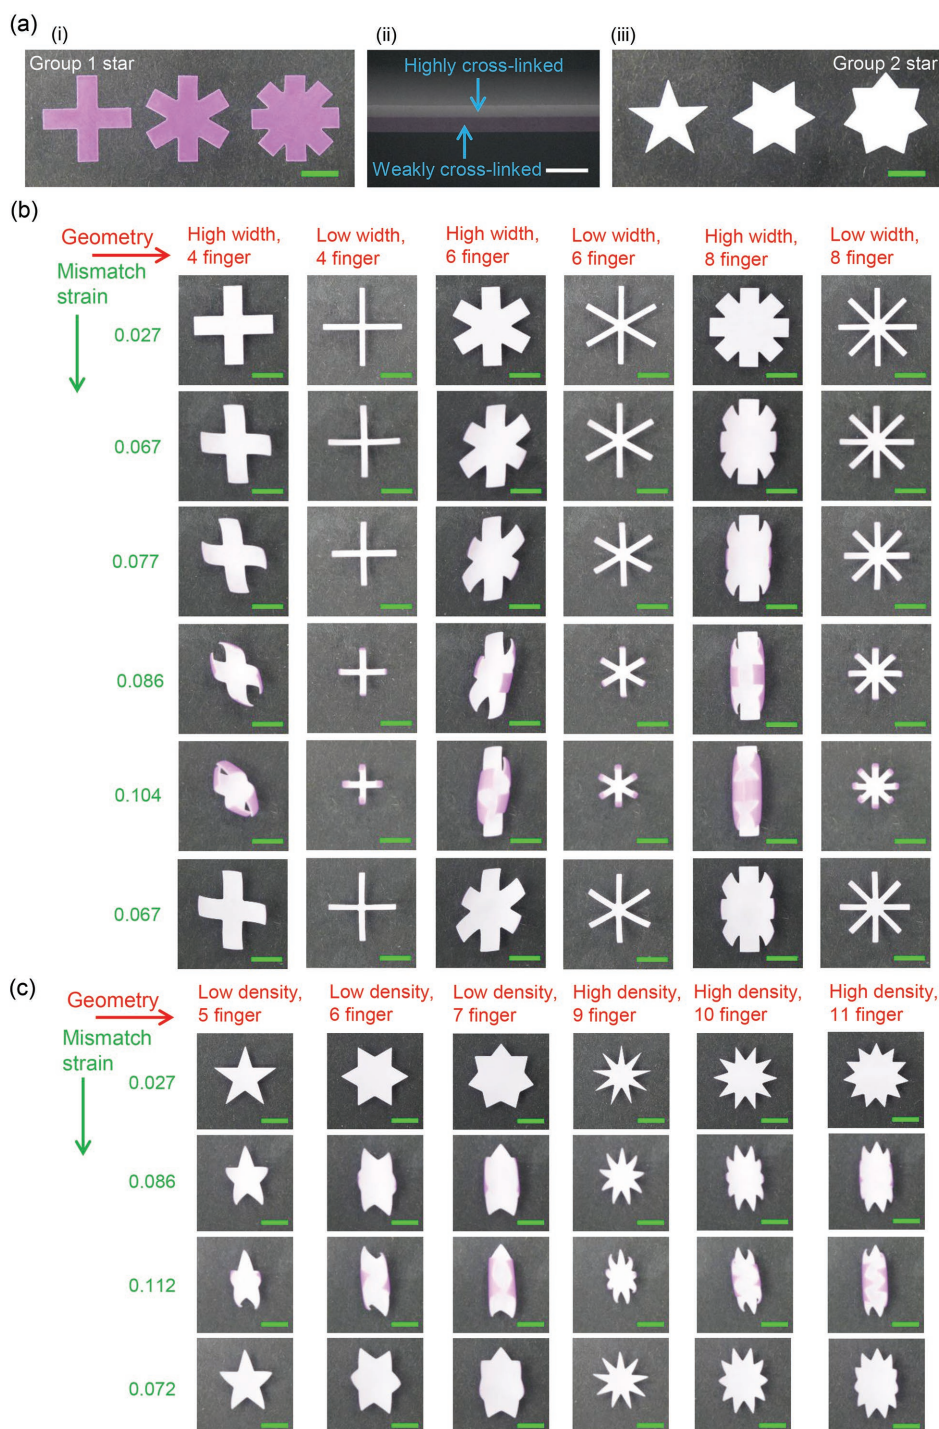 (a)
(i)
(ii)
(iii)
Group 1 star
Highly cross-linked
Weakly cross-linked
Group 2 star
(b)
Geometry
Mismatch
strain
High width,
4 finger
Low width,
4 finger
High width,
6 finger
Low width,
6 finger
High width,
8 finger
Low width,
8 finger
0.027
0.067
0.077
0.086
0.104
0.067
(c)
Geometry
Mismatch
strain
Low density,
5 finger
Low density,
6 finger
Low density,
7 finger
High density,
9 finger
High density,
10 finger
High density,
11 finger
0.027
0.086
0.112
0.072